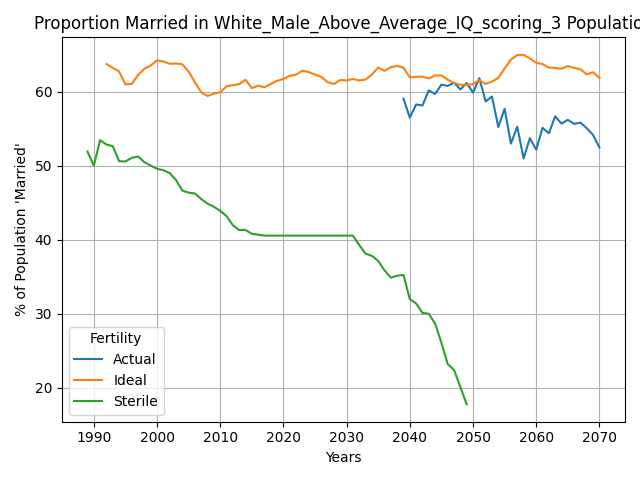 Proportion Married in White_Male_Above_Average_IQ_scoring_3 Populatio
% of Population 'Married'
60
50
40
30
20
Fertility
Actual
Ideal
Sterile
1990 2000 2010 2020 2030 2040 2050 2060 2070
Years